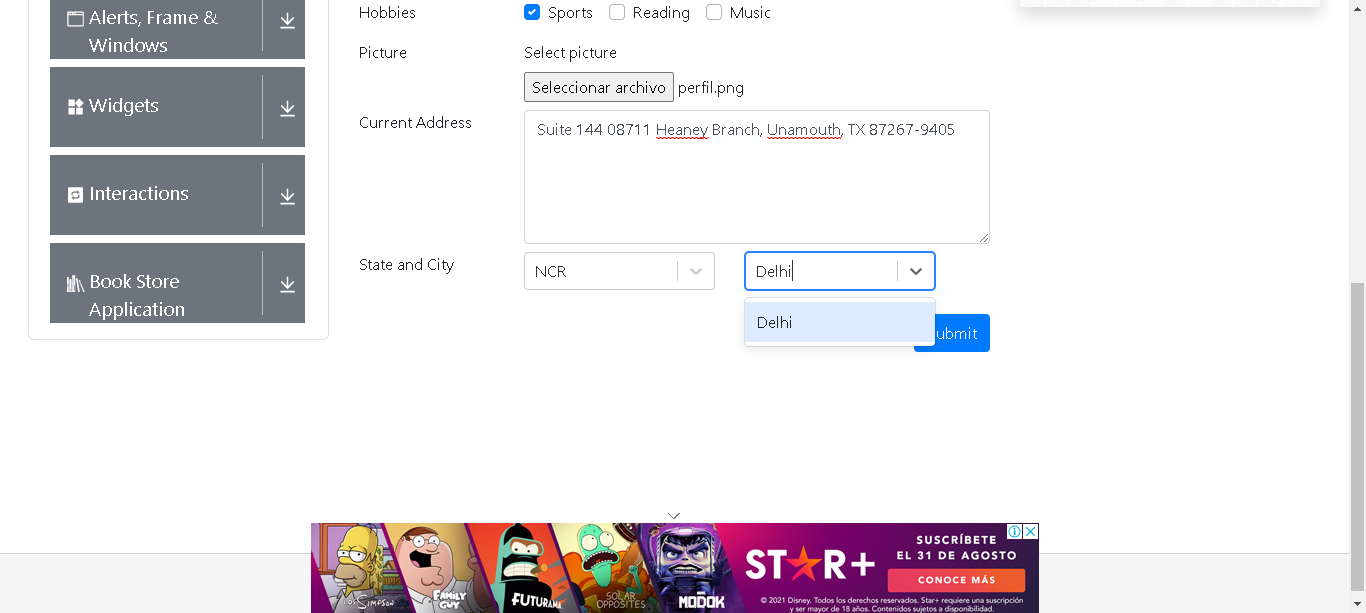 Alerts, Frame &
Windows
Widgets
Interactions
Book Store
Application
Hobbies
Sports Reading Music
Picture
Select picture
Seleccionar archivo perfil.png
Current Address
Suite 144 08711 Heaney Branch, Unamouth, TX 87267-9405
State and City
NCR
Delhi
Delhi
ubmit
LOS SIMPSON
FAMILY
GUY
FUTURAMA
SOLAR
OPPOSITES
MODOK
STAR+
SUSCRÍBETE
EL 31 DE AGOSTO
CONOCE MÁS
© 2021 Disney. Todos los derechos reservados. Star+ requiere una suscripción
y ser mayor de 18 años. Contenidos sujetos a disponibilidad.